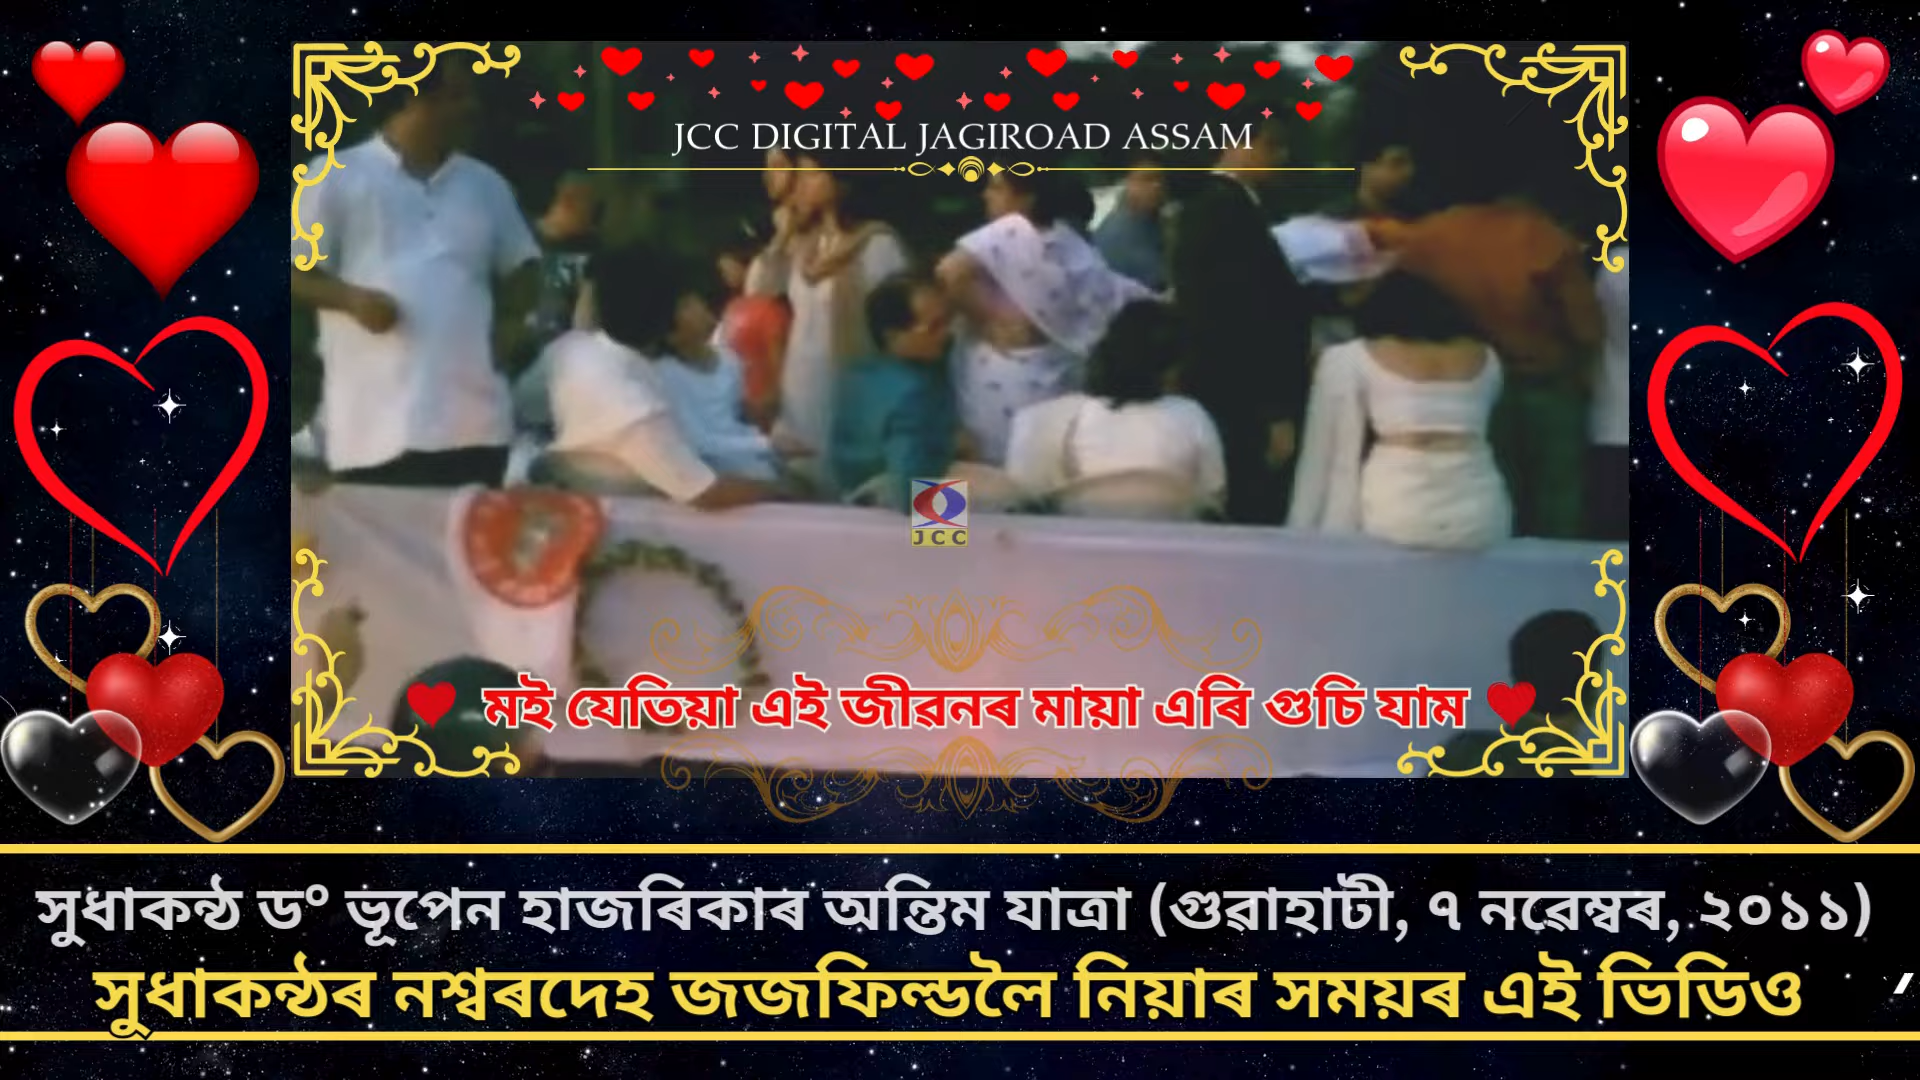 JCC DIGITAL JAGIROAD ASSAM
JCC
মই যেতিয়া এই জীৱনৰ মায়া এৰি গুচি যাম
সুধাকন্ঠ ড° ভূপেন হাজৰিকাৰ অন্তিম যাত্ৰা (গুৱাহাটী, ৭ নৱেম্বৰ, ২০১১)
সুধাকন্ঠৰ নশ্বৰদেহ জজফিল্ডলৈ নিয়াৰ সময়ৰ এই ভিডিও